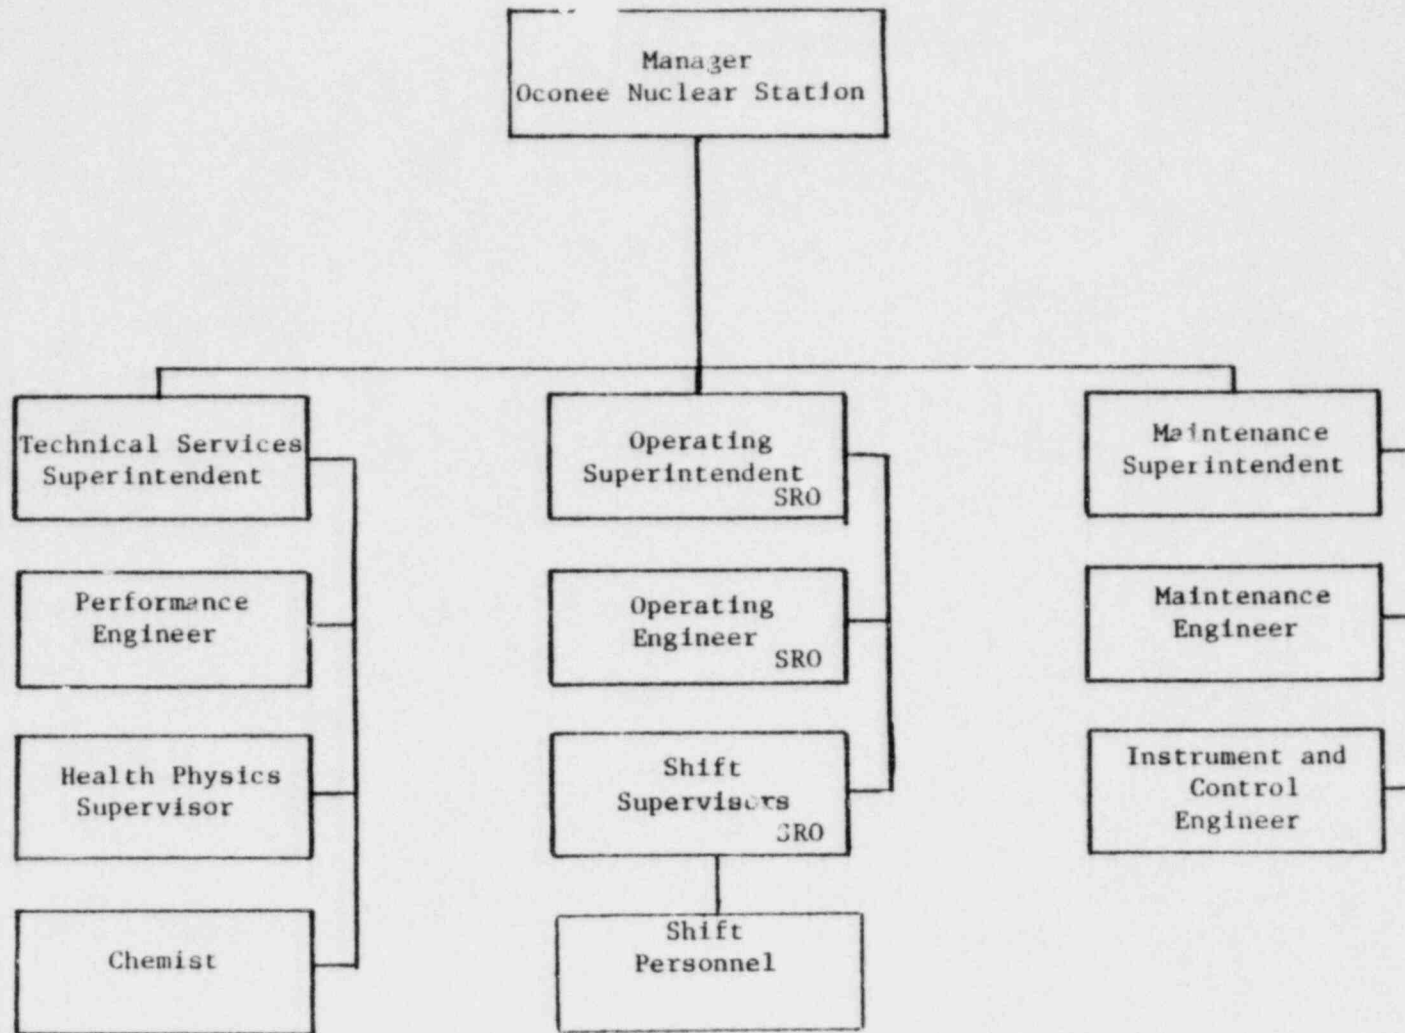 Manager
Oconee Nuclear Station
Technical Services
Superintendent
Operating
Superintendent
SRO
Maintenance
Superintendent
Performance
Engineer
Operating
Engineer
SRO
Maintenance
Engineer
Health Physics
Supervisor
Shift
Supervisors
SRO
Instrument and
Control
Engineer
Chemist
Shift
Personnel